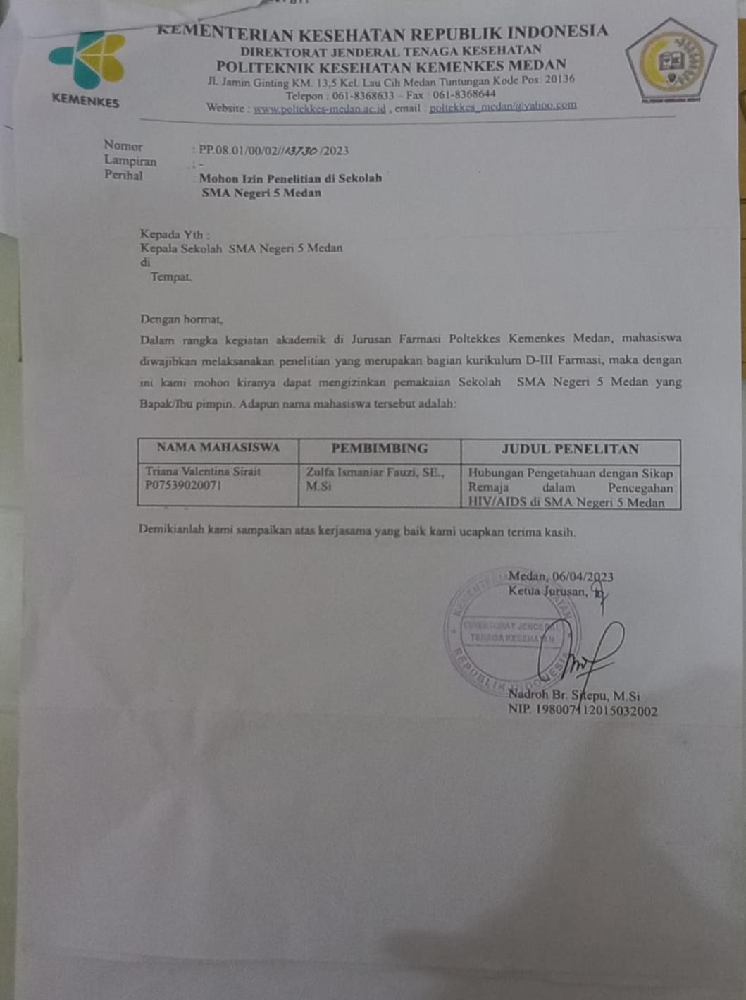 KEMENTERIAN KESEHATAN REPUBLIK INDONESIA
DIREKTORAT JENDERAL TENAGA KESEHATAN
POLITEKNIK KESEHATAN KEMENKES MEDAN
Jl. Jamin Ginting KM. 13,5 Kel. Lau Cih Medan Tuntungan Kode Pos: 20136
Telepon : 061-8368633 – Fax : 061-8368644
Website : www.poltekkes-medan.ac.id , email : poltekkes_medan@yahoo.com
KEMENKES
Nomor : PP.08.01/00/02//13730/2023
Lampiran : -
Perihal : Mohon Izin Penelitian di Sekolah
SMA Negeri 5 Medan
Kepada Yth :
Kepala Sekolah SMA Negeri 5 Medan
di
Tempat.
Dengan hormat,
Dalam rangka kegiatan akademik di Jurusan Farmasi Poltekkes Kemenkes Medan, mahasiswa
diwajibkan melaksanakan penelitian yang merupakan bagian kurikulum D-III Farmasi, maka dengan
ini kami mohon kiranya dapat mengizinkan pemakaian Sekolah SMA Negeri 5 Medan yang
Bapak/Ibu pimpin. Adapun nama mahasiswa tersebut adalah:
NAMA MAHASISWA PEMBIMBING JUDUL PENELITAN
Triana Valentina Sirait Zulfa Ismaniar Fauzi, SE., Hubungan Pengetahuan dengan Sikap
P07539020071 M.Si Remaja dalam Pencegahan
HIV/AIDS di SMA Negeri 5 Medan
Demikianlah kami sampaikan atas kerjasama yang baik kami ucapkan terima kasih.
Medan, 06/04/2023
Ketua Jurusan,
KEMENTERIAN KESEHATAN
DIREKTORAT JENDERAL
TENAGA KESEHATAN
REPUBLIK INDONESIA
Nadroh Br. Sitepu, M.Si
NIP. 198007112015032002